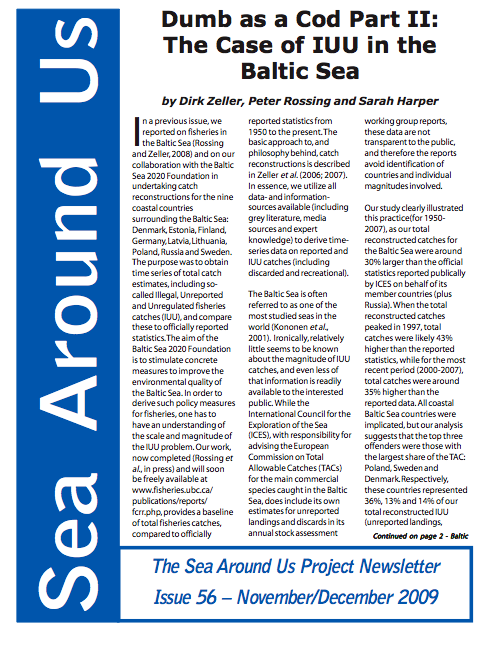 Sea Around Us
Dumb as a Cod Part II:
The Case of IUU in the
Baltic Sea
by Dirk Zeller, Peter Rossing and Sarah Harper
In a previous issue, we
reported on fisheries in
the Baltic Sea (Rossing
and Zeller, 2008) and on our
collaboration with the Baltic
Sea 2020 Foundation in
undertaking catch
reconstructions for the nine
coastal countries
surrounding the Baltic Sea:
Denmark, Estonia, Finland,
Germany, Latvia, Lithuania,
Poland, Russia and Sweden.
The purpose was to obtain
time series of total catch
estimates, including so-
called Illegal, Unreported
and Unregulated fisheries
catches (IUU), and compare
these to officially reported
statistics. The aim of the
Baltic Sea 2020 Foundation
is to stimulate concrete
measures to improve the
environmental quality of
the Baltic Sea. In order to
derive such policy measures
for fisheries, one has to
have an understanding of
the scale and magnitude of
the IUU problem. Our work,
now completed (Rossing et
al., in press) and will soon
be freely available at
www.fisheries.ubc.ca/
publication/reports/
fcrr.php, provides a baseline
of total fisheries catches,
compared to officially
reported statistics from
1950 to the present. The
basic approach to, and
philosophy behind, catch
reconstructions is described
in Zeller et al. (2006; 2007).
In essence, we utilize all
data- and information-
sources available (including
grey literature, media
sources and expert
knowledge) to derive time-
series data on reported and
IUU catches (including
discarded and recreational).
The Baltic Sea is often
referred to as one of the
most studied seas in the
world (Kononen et al.,
2001). Ironically, relatively
little seems to be known
about the magnitude of IUU
catches, and even less of
that information is readily
available to the interested
public. While the
International Council for the
Exploration of the Sea
(ICES), with responsibility for
advising the European
Commission on Total
Allowable Catches (TACs)
for the main commercial
species caught in the Baltic
Sea, does include its own
estimates for unreported
landings and discards in its
annual stock assessment
working group reports,
these data are not
transparent to the public,
and therefore the reports
avoid identification of
countries and individual
magnitudes involved.
Our study clearly illustrated
this practice(for 1950-
2007), as our total
reconstructed catches for
the Baltic Sea were around
30% larger than the official
statistics reported publically
by ICES on behalf of its
member countries (plus
Russia). When the total
reconstructed catches
peaked in 1997, total
catches were likely 43%
higher than the reported
statistics, while for the most
recent period (2000-2007),
total catches were around
35% higher than the
reported data. All coastal
Baltic Sea countries were
implicated, but our analysis
suggests that the top three
offenders were those with
the largest share of the TAC:
Poland, Sweden and
Denmark. Respectively,
these countries represented
36%, 13% and 14% of our
total reconstructed IUU
(unreported landings,
Continued on page 2 - Baltic
The Sea Around Us Project Newsletter
Issue 56 – November/December 2009